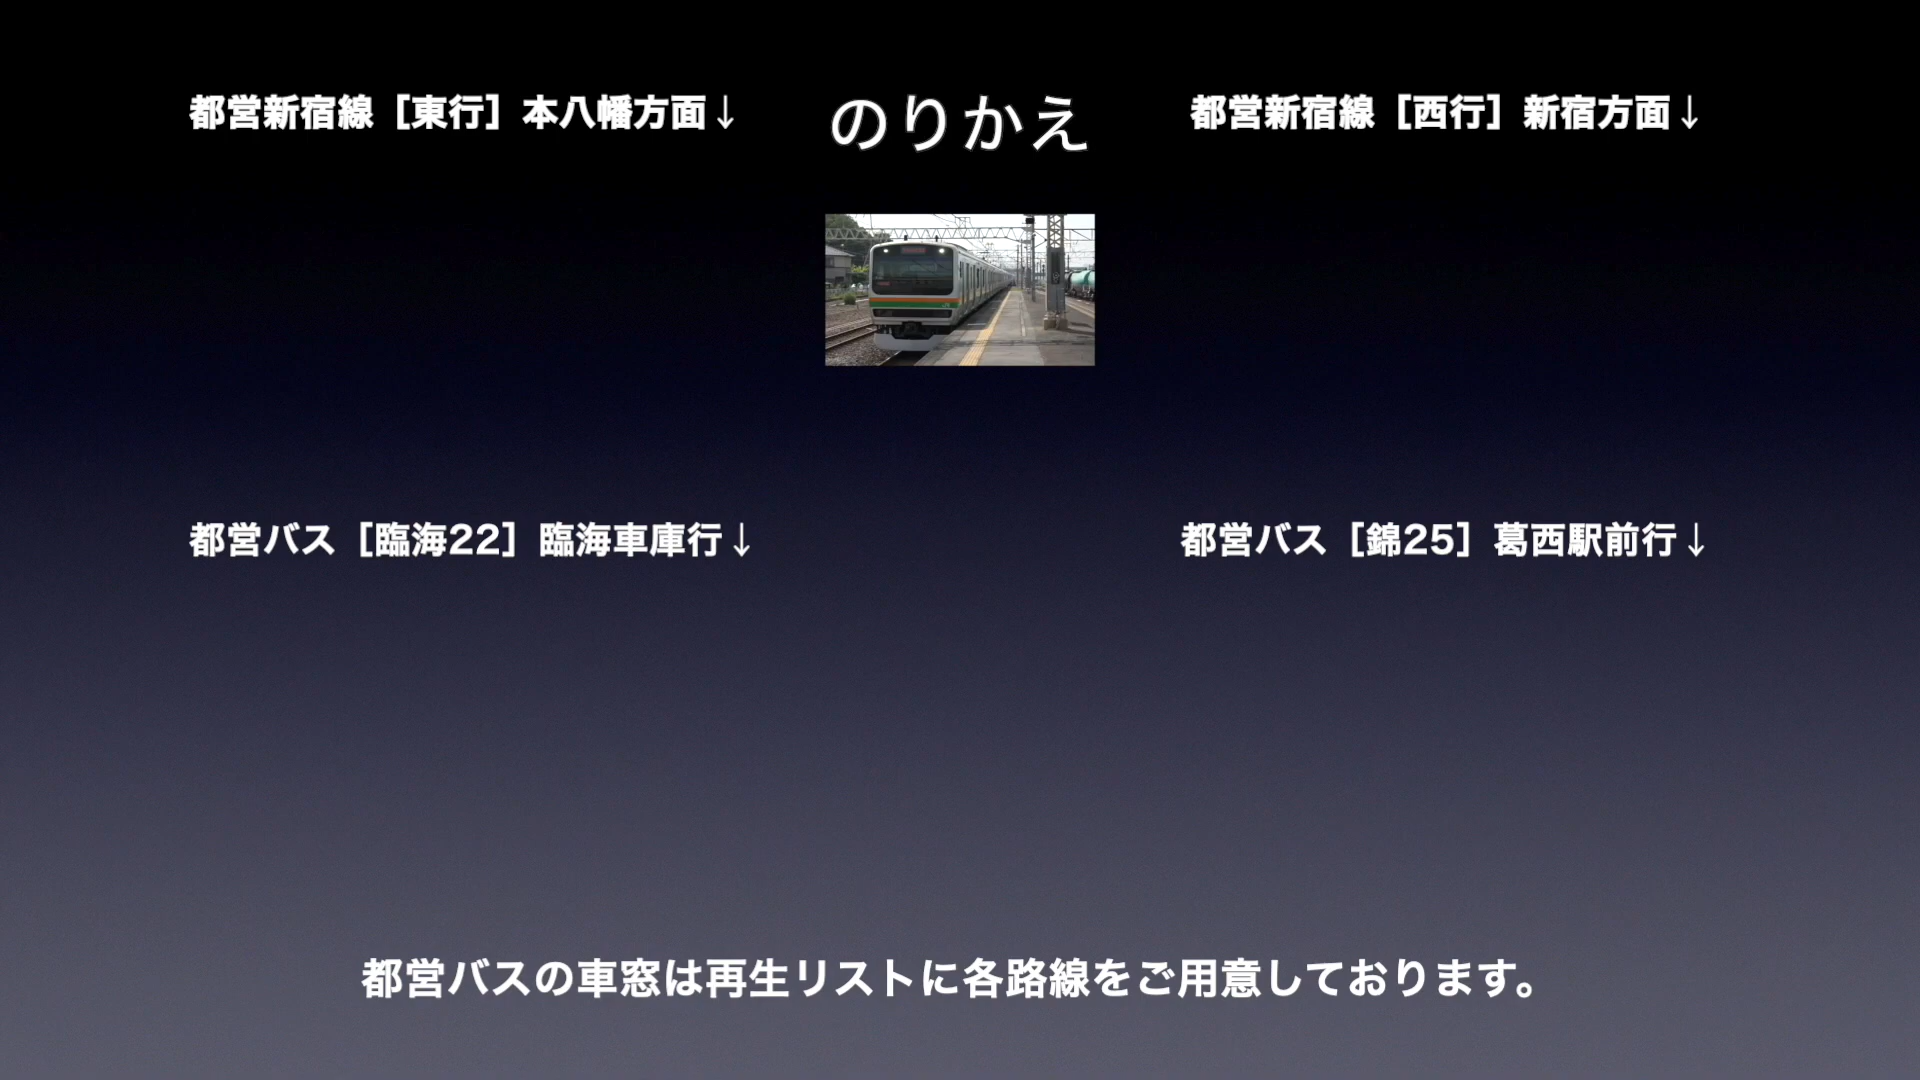 都営新宿線［東行］本八幡方面↓
のりかえ
都営新宿線［西行］新宿方面↓
都営バス［臨海22］臨海車庫行↓
都営バス［錦25］葛西駅前行↓
都営バスの車窓は再生リストに各路線をご用意しております。